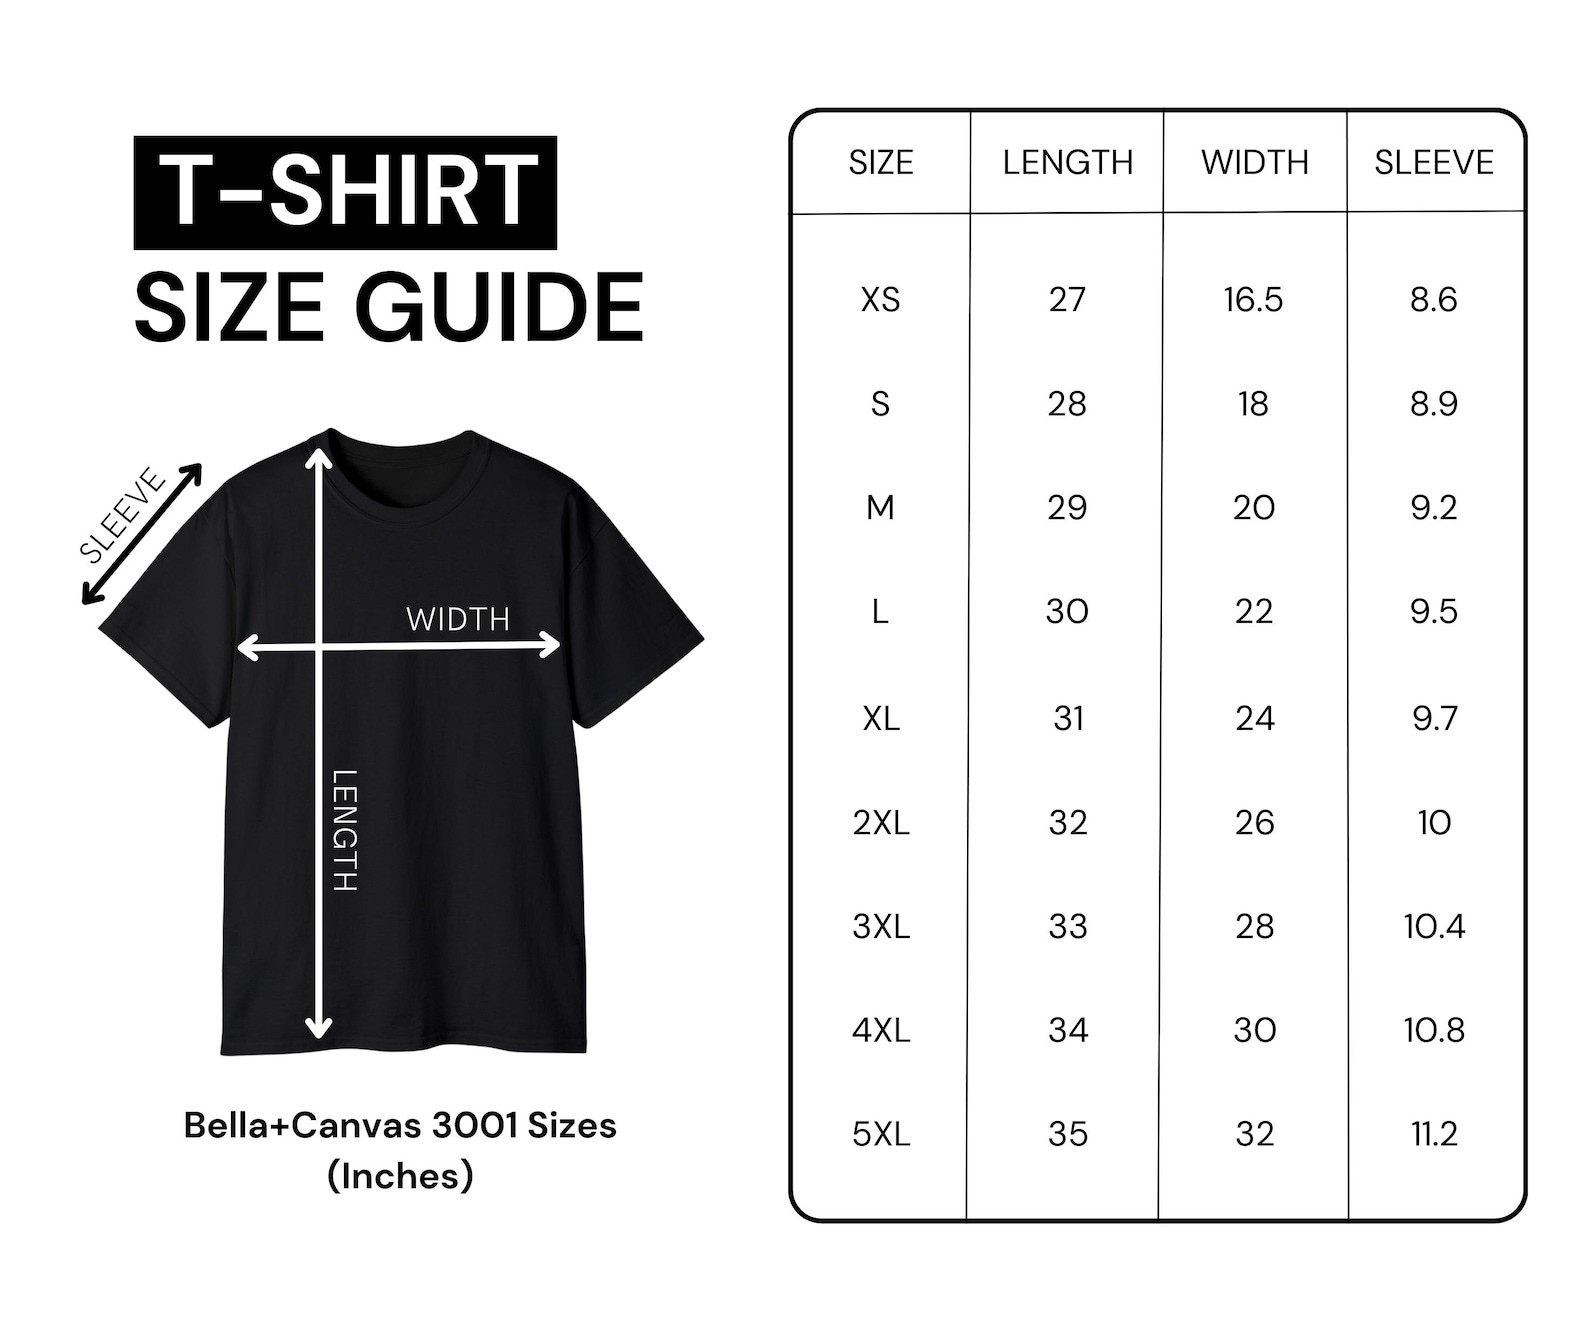 T-SHIRT
SIZE GUIDE
SLEEVE
WIDTH
LENGTH
Bella+Canvas 3001 Sizes
(Inches)
SIZE LENGTH WIDTH SLEEVE
XS 27 16.5 8.6
S 28 18 8.9
M 29 20 9.2
L 30 22 9.5
XL 31 24 9.7
2XL 32 26 10
3XL 33 28 10.4
4XL 34 30 10.8
5XL 35 32 11.2